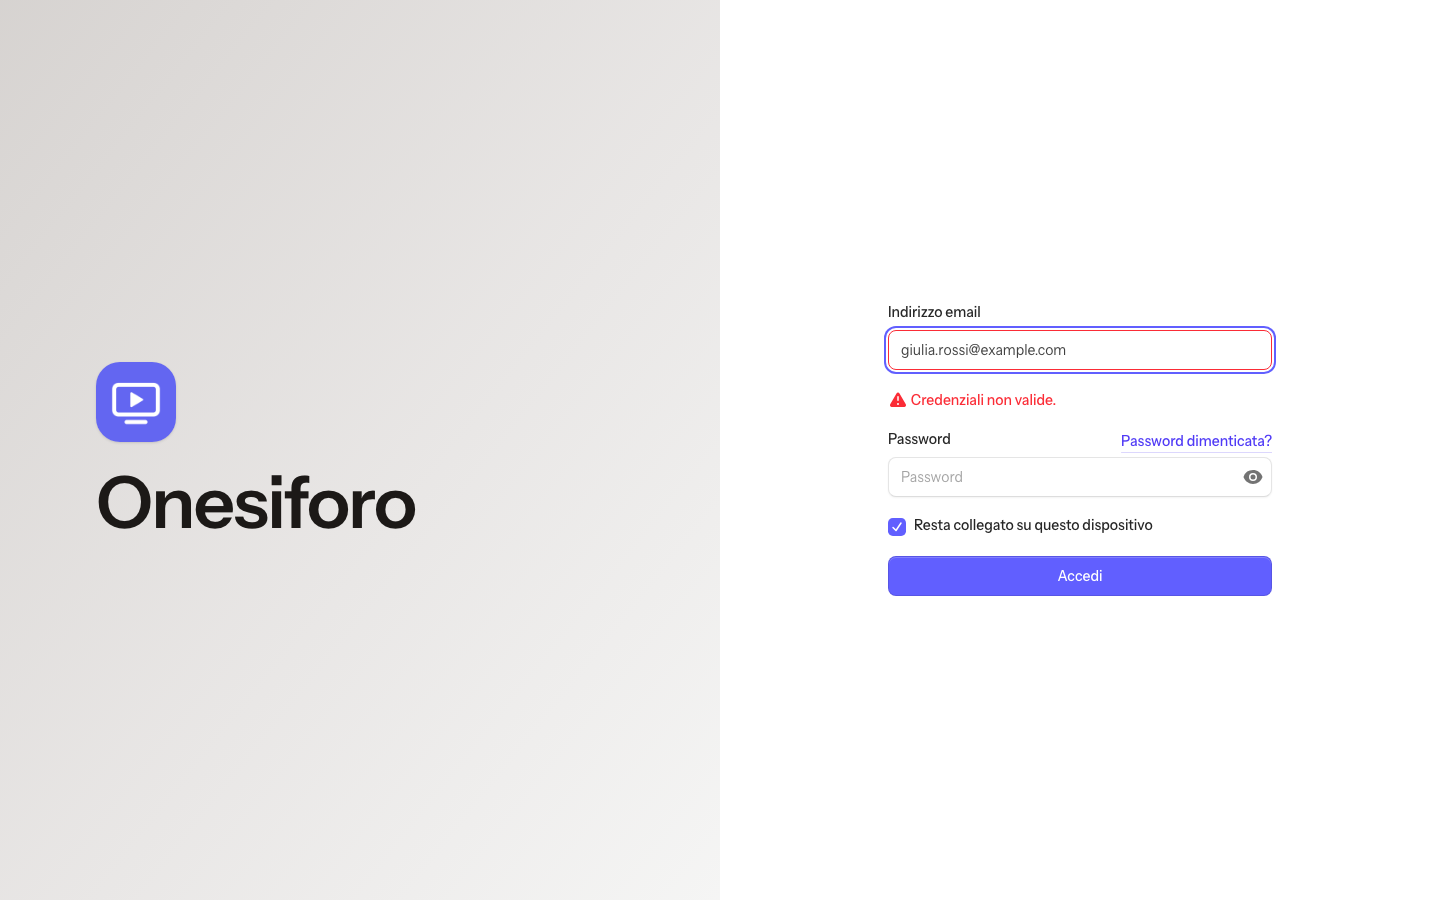 Onesiforo
Indirizzo email
giulia.rossi@example.com
Credenziali non valide.
Password
Password dimenticata?
Password
Resta collegato su questo dispositivo
Accedi